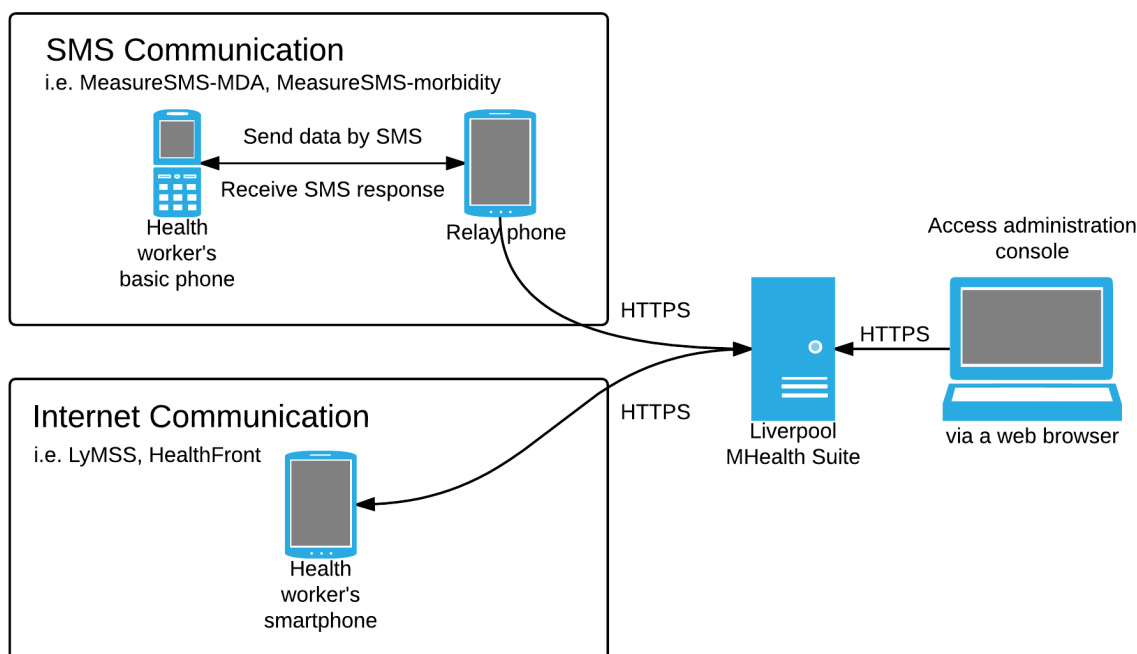 SMS Communication
i.e. MeasureSMS-MDA, MeasureSMS-morbidity
Send data by SMS
Receive SMS response
Health
worker's
basic phone
Relay phone
HTTPS
Internet Communication
i.e. LyMSS, HealthFront
Health
worker's
smartphone
HTTPS
Liverpool
MHealth Suite
HTTPS
Access administration
console
via a web browser